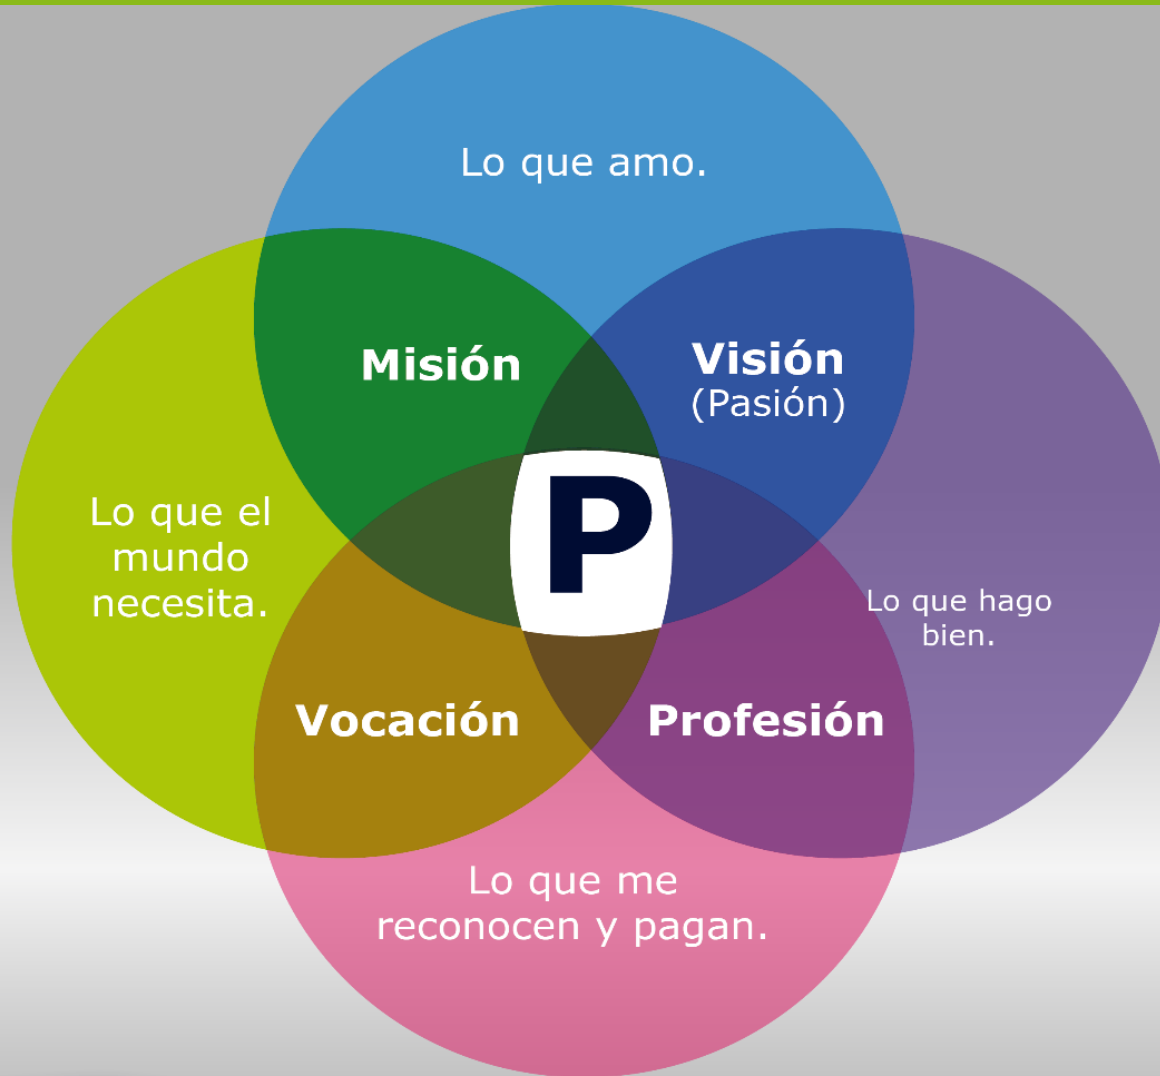 Lo que amo.
Misión
Visión
(Pasión)
P
Lo que el
mundo
necesita.
Lo que hago
bien.
Vocación
Profesión
Lo que me
reconocen y pagan.